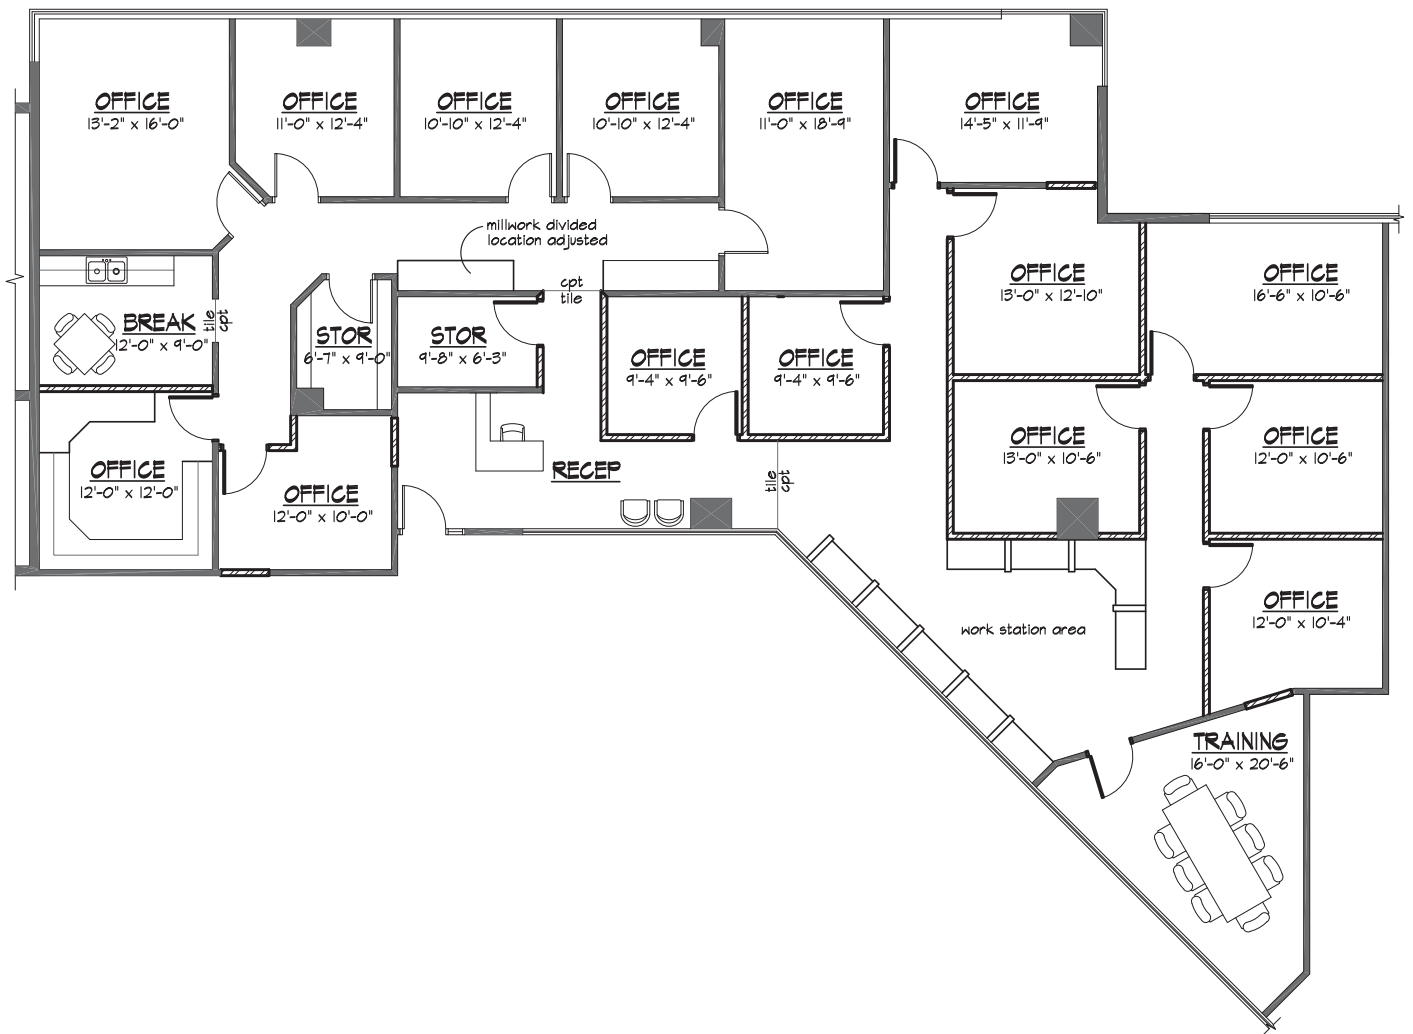 OFFICE
13'-2" x 16'-0"
OFFICE
11'-0" x 12'-4"
OFFICE
10'-10" x 12'-4"
OFFICE
10'-10" x 12'-4"
OFFICE
11'-0" x 18'-9"
OFFICE
14'-5" x 11'-9"
millwork divided
location adjusted
cpt
tile
OFFICE
13'-0" x 12'-10"
OFFICE
16'-6" x 10'-6"
BREAK
12'-0" x 9'-0"
tile
cpt
STOR
6'-7" x 9'-0"
STOR
9'-8" x 6'-3"
OFFICE
9'-4" x 9'-6"
OFFICE
9'-4" x 9'-6"
OFFICE
13'-0" x 10'-6"
OFFICE
12'-0" x 10'-6"
OFFICE
12'-0" x 12'-0"
OFFICE
12'-0" x 10'-0"
RECEP
tile
cpt
OFFICE
12'-0" x 10'-4"
work station area
TRAINING
16'-0" x 20'-6"